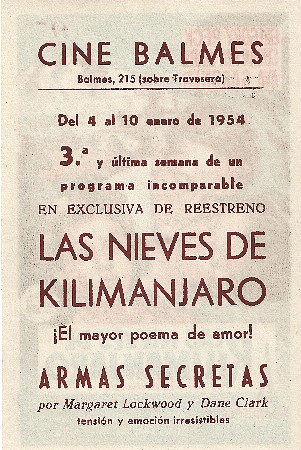 CINE BALMES
Balmes, 215 (sobre Travesera)
Del 4 al 10 enero de 1954.
3.ª y última semana de un
programa incomparable
EN EXCLUSIVA DE REESTRENO
LAS NIEVES DE
KILIMANJARO
¡El mayor poema de amor!
ARMAS SECRETAS
por Margaret Lockwood y Dane Clark
tensión y emoción irresistibles